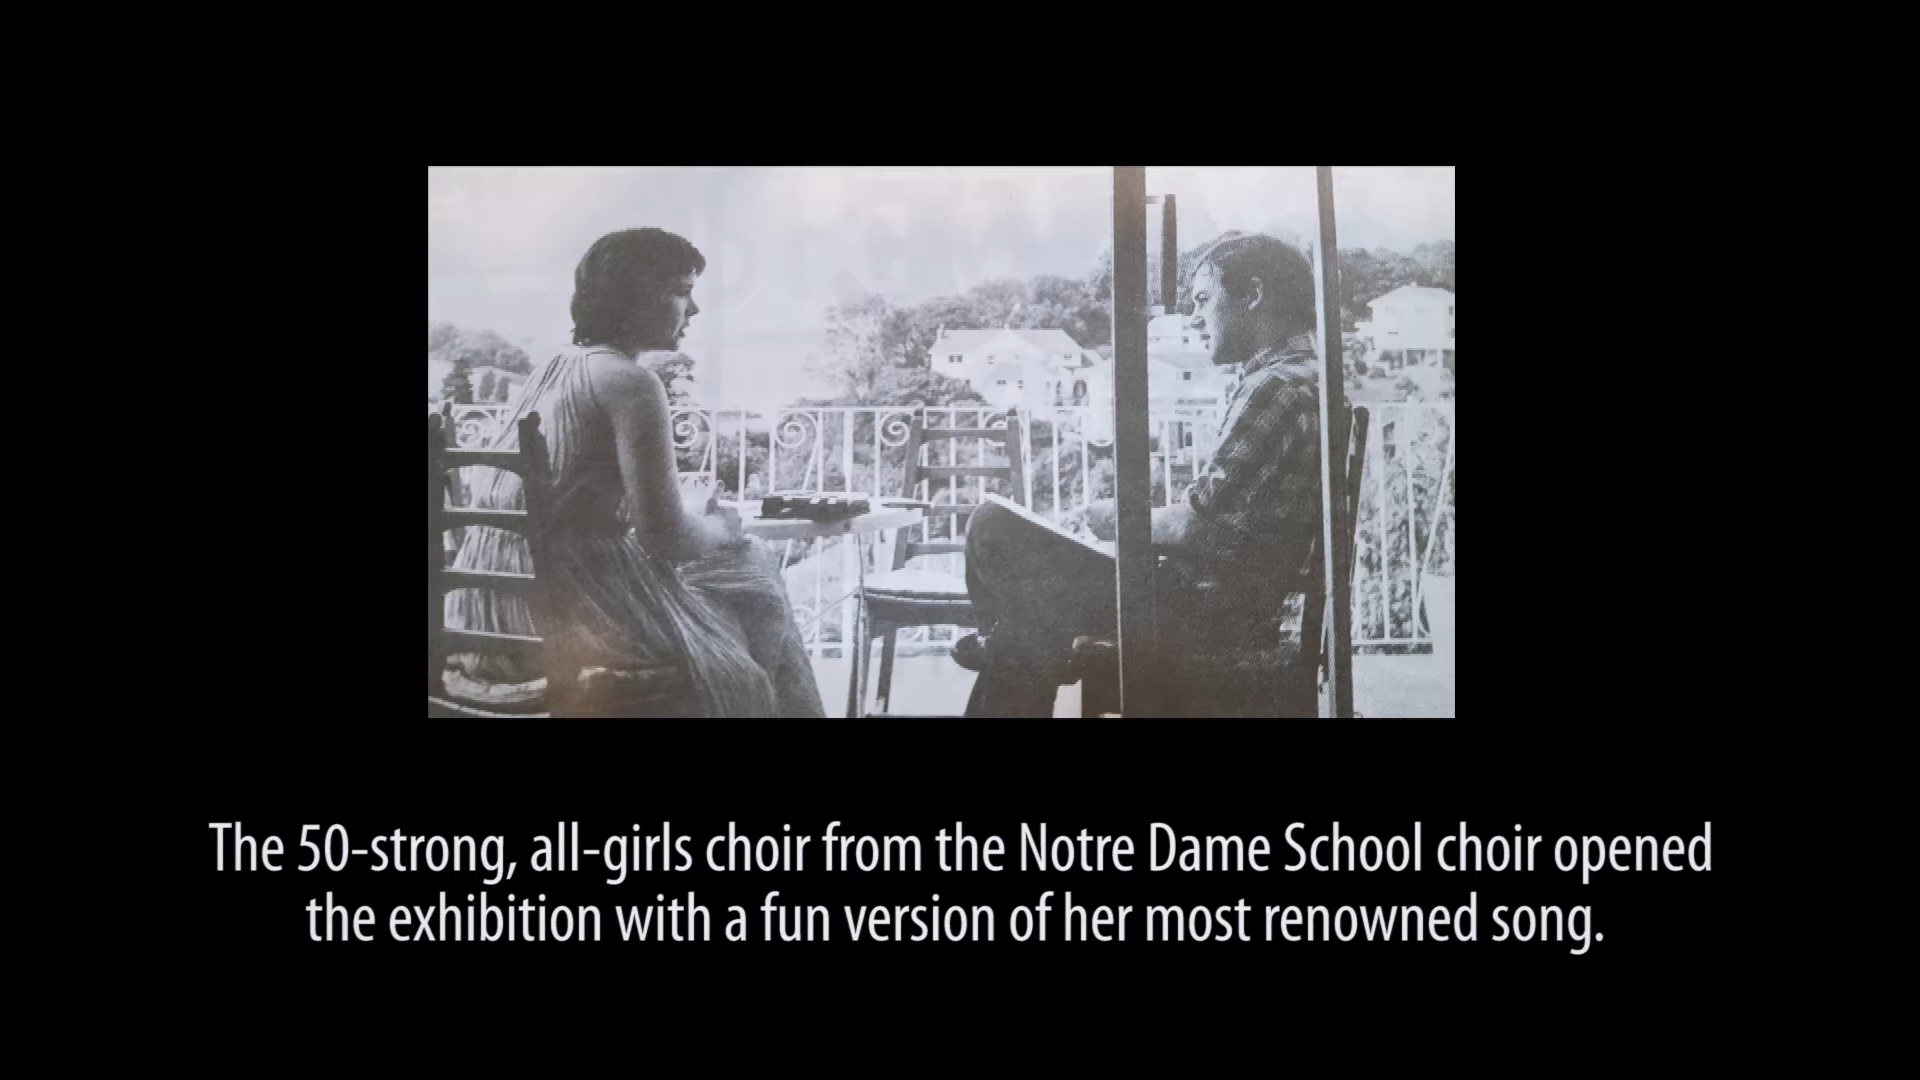 The 50-strong, all-girls choir from the Notre Dame School choir opened
the exhibition with a fun version of her most renowned song.